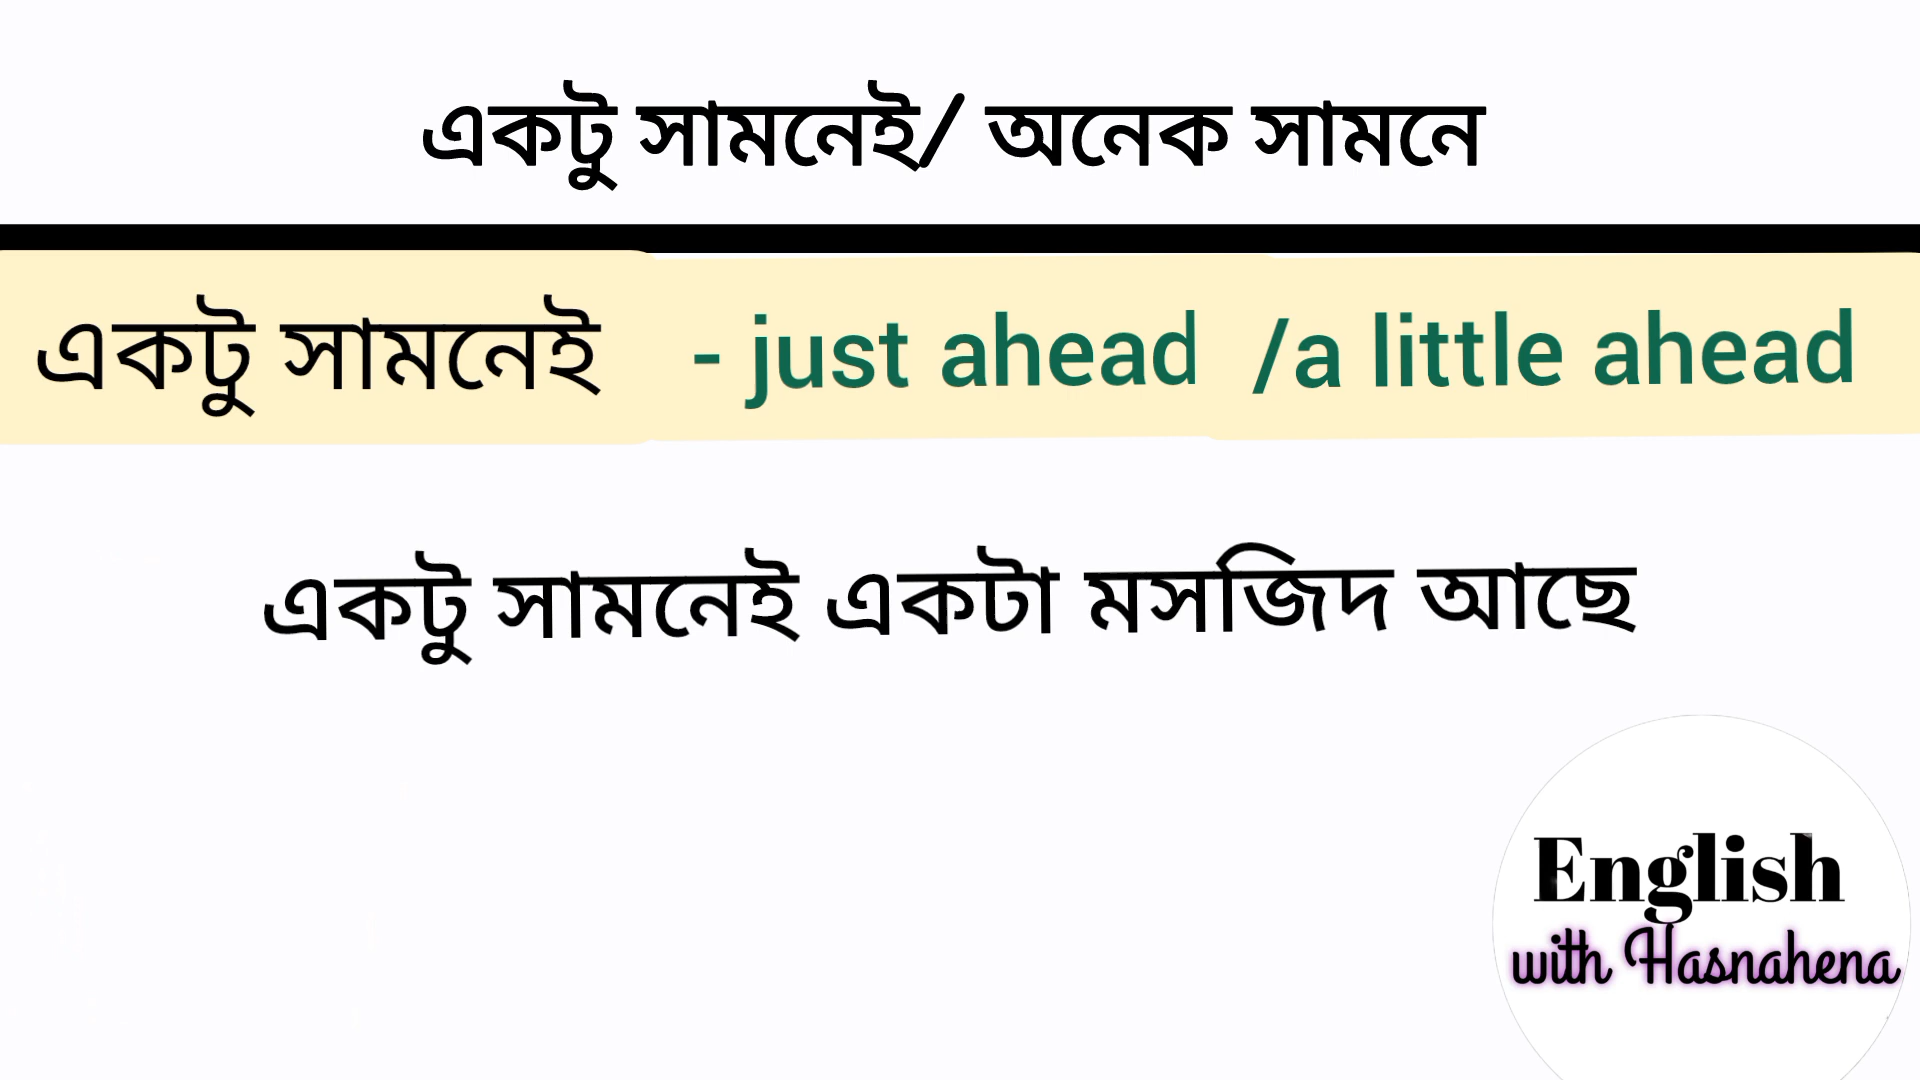 একটু সামনেই/ অনেক সামনে
একটু সামনেই - just ahead /a little ahead
একটু সামনেই একটা মসজিদ আছে
English
with Hasnahena